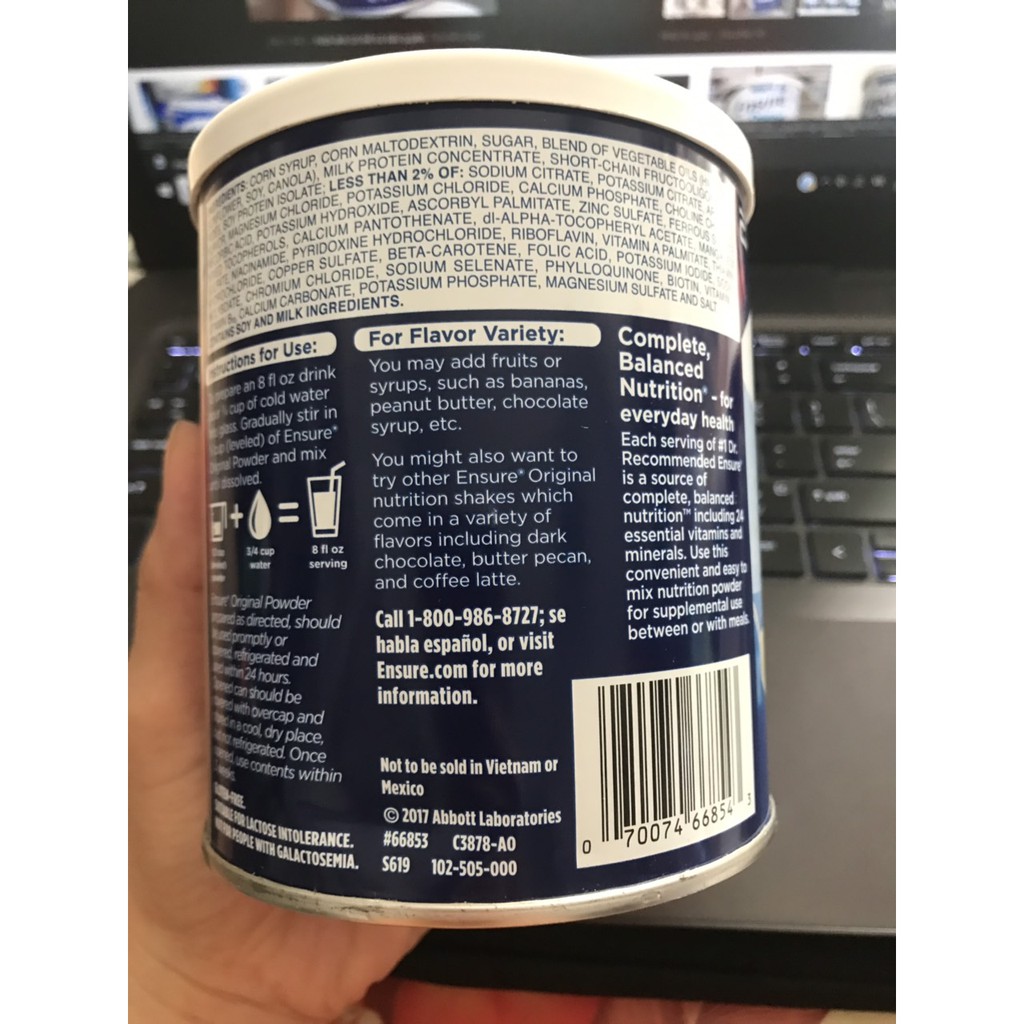 CORN SYRUP, CORN MALTODEXTRIN, SUGAR, BLEND OF VEGETABLE OILS
SOY, CANOLA), MILK PROTEIN CONCENTRATE, SHORT-CHAIN
SOY PROTEIN ISOLATE; LESS THAN 2% OF: SODIUM CITRATE, POTASSIUM CITRATE,
MAGNESIUM CHLORIDE, POTASSIUM CHLORIDE, CALCIUM PHOSPHATE, CHOLINE
POTASSIUM HYDROXIDE, ASCORBYL PALMITATE, ZINC SULFATE, FERROUS
TOCOPHEROLS, CALCIUM PANTOTHENATE, dl-ALPHA-TOCOPHERYL ACETATE,
NIACINAMIDE, PYRIDOXINE HYDROCHLORIDE, RIBOFLAVIN, VITAMIN A PALMITATE,
COPPER SULFATE, BETA-CAROTENE, FOLIC ACID, POTASSIUM IODIDE,
CHROMIUM CHLORIDE, SODIUM SELENATE, PHYLLOQUINONE, BIOTIN, VITAMIN
CALCIUM CARBONATE, POTASSIUM PHOSPHATE, MAGNESIUM SULFATE AND SALT
SOY AND MILK INGREDIENTS.
for Use:
an 8 fl oz drink
cup of cold water
glass. Gradually stir in
(leveled) of Ensure®
Powder and mix
dissolved.
+ =
3/4 cup
water
8 fl oz
serving
Ensure® Original Powder
as directed, should
promptly or
refrigerated and
within 24 hours.
can should be
with overcap and
in a cool, dry place,
not refrigerated. Once
use contents within
FOR LACTOSE INTOLERANCE.
PEOPLE WITH GALACTOSEMIA.
For Flavor Variety:
You may add fruits or
syrups, such as bananas,
peanut butter, chocolate
syrup, etc.
You might also want to
try other Ensure® Original
nutrition shakes which
come in a variety of
flavors including dark
chocolate, butter pecan,
and coffee latte.
Call 1-800-986-8727; se
habla español, or visit
Ensure.com for more
information.
Not to be sold in Vietnam or
Mexico
© 2017 Abbott Laboratories
#66853 C3878-AO
S619 102-505-000
Complete,
Balanced
Nutrition® - for
everyday health
Each serving of #1 Dr.
Recommended Ensure®
is a source of
complete, balanced
nutrition™ including 24
essential vitamins and
minerals. Use this
convenient and easy to
mix nutrition powder
for supplemental use
between or with meals.
0 70074 66854 3